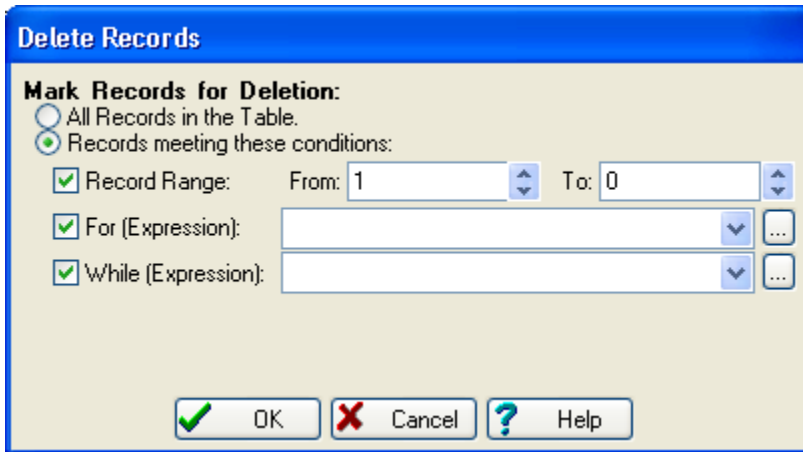 Delete Records
Mark Records for Deletion:
All Records in the Table.
Records meeting these conditions:
Record Range: From: 1 To: 0
For (Expression): ...
While (Expression): ...
OK Cancel ? Help